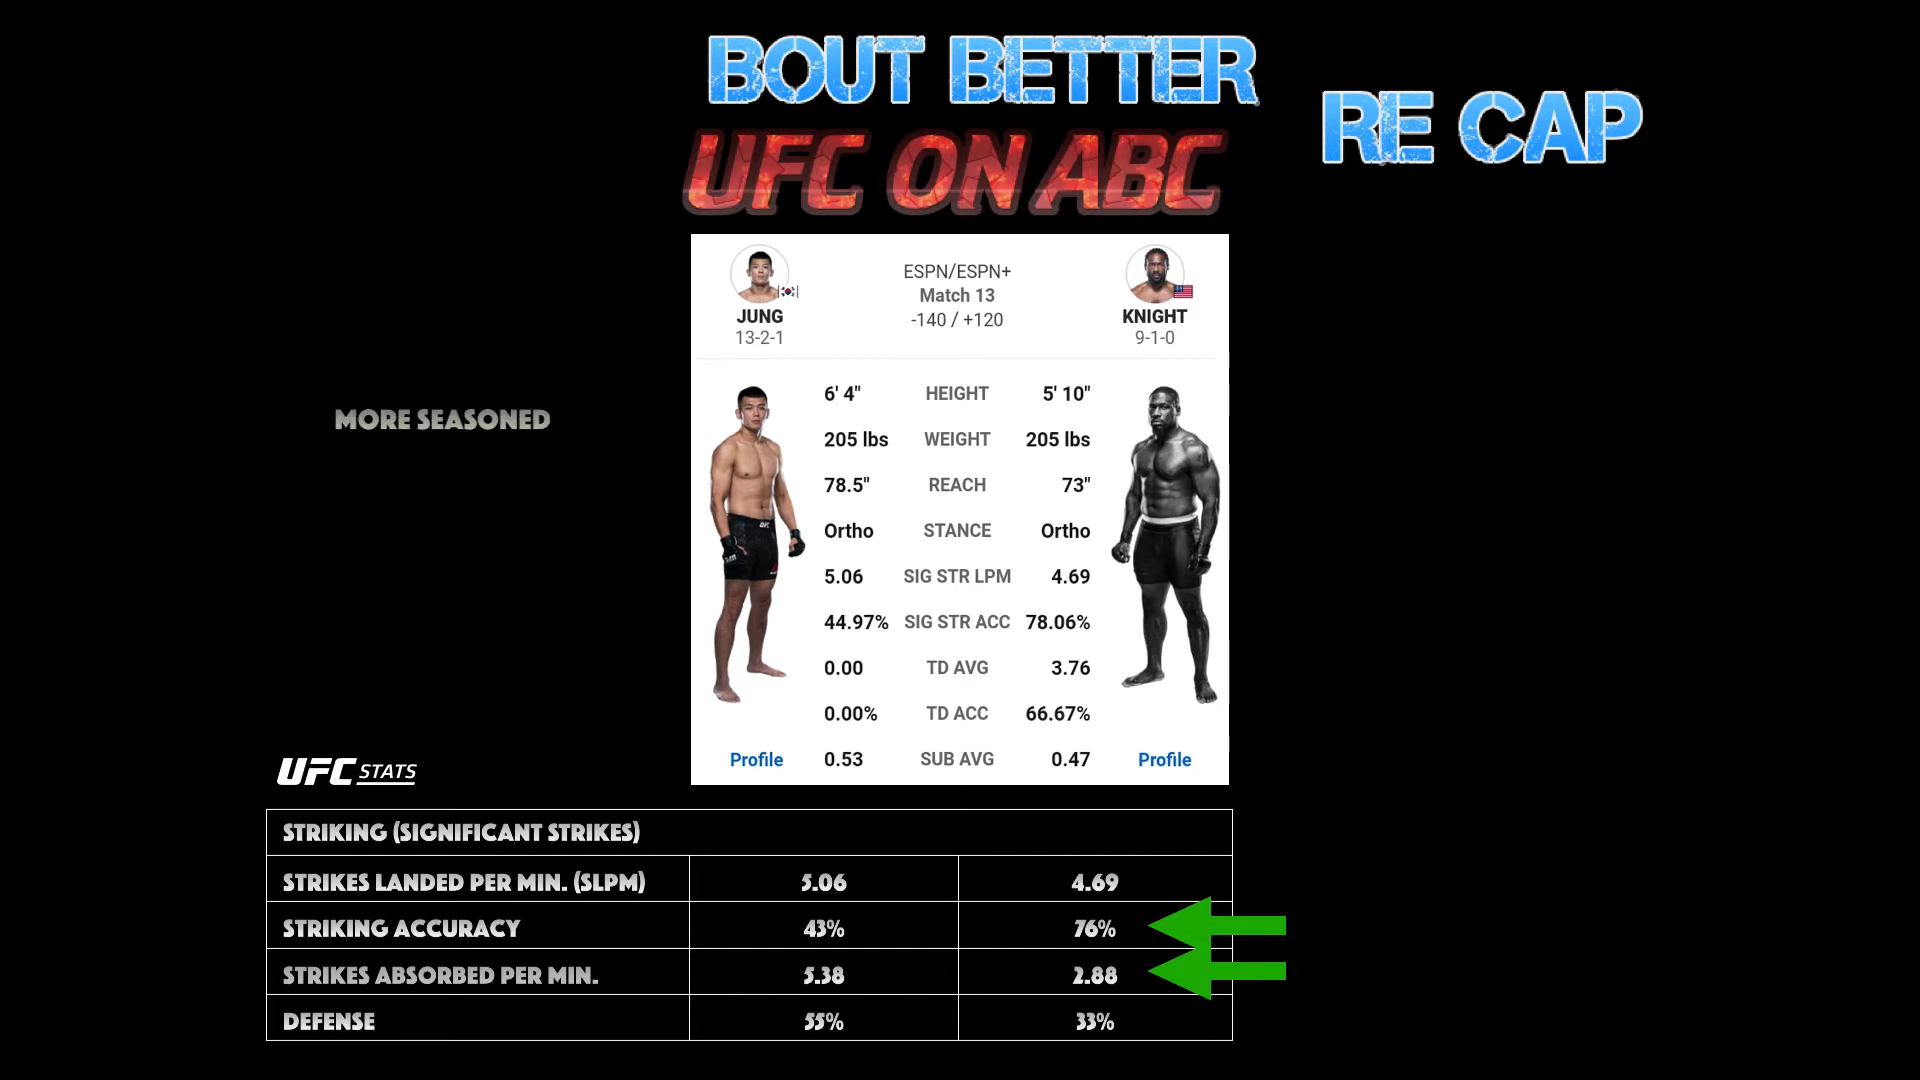 BOUT BETTER
RE CAP
UFC ON ABC
ESPN/ESPN+
Match 13
-140 / +120
JUNG
13-2-1
KNIGHT
9-1-0
6' 4" HEIGHT 5' 10"
205 lbs WEIGHT 205 lbs
MORE SEASONED
78.5" REACH 73"
Ortho STANCE Ortho
5.06 SIG STR LPM 4.69
44.97% SIG STR ACC 78.06%
0.00 TD AVG 3.76
0.00% TD ACC 66.67%
Profile 0.53 SUB AVG 0.47 Profile
UFC STATS
STRIKING (SIGNIFICANT STRIKES)
STRIKES LANDED PER MIN. (SLPM) 5.06 4.69
STRIKING ACCURACY 43% 76%
STRIKES ABSORBED PER MIN. 5.38 2.88
DEFENSE 55% 33%